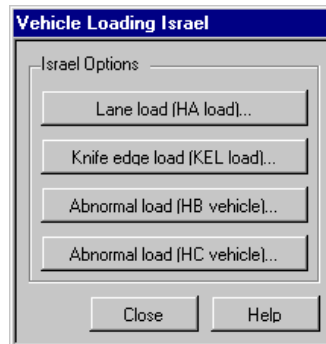 Vehicle Loading Israel
Israel Options
Lane load (HA load)...
Knife edge load (KEL load)...
Abnormal load (HB vehicle)...
Abnormal load (HC vehicle)...
Close Help